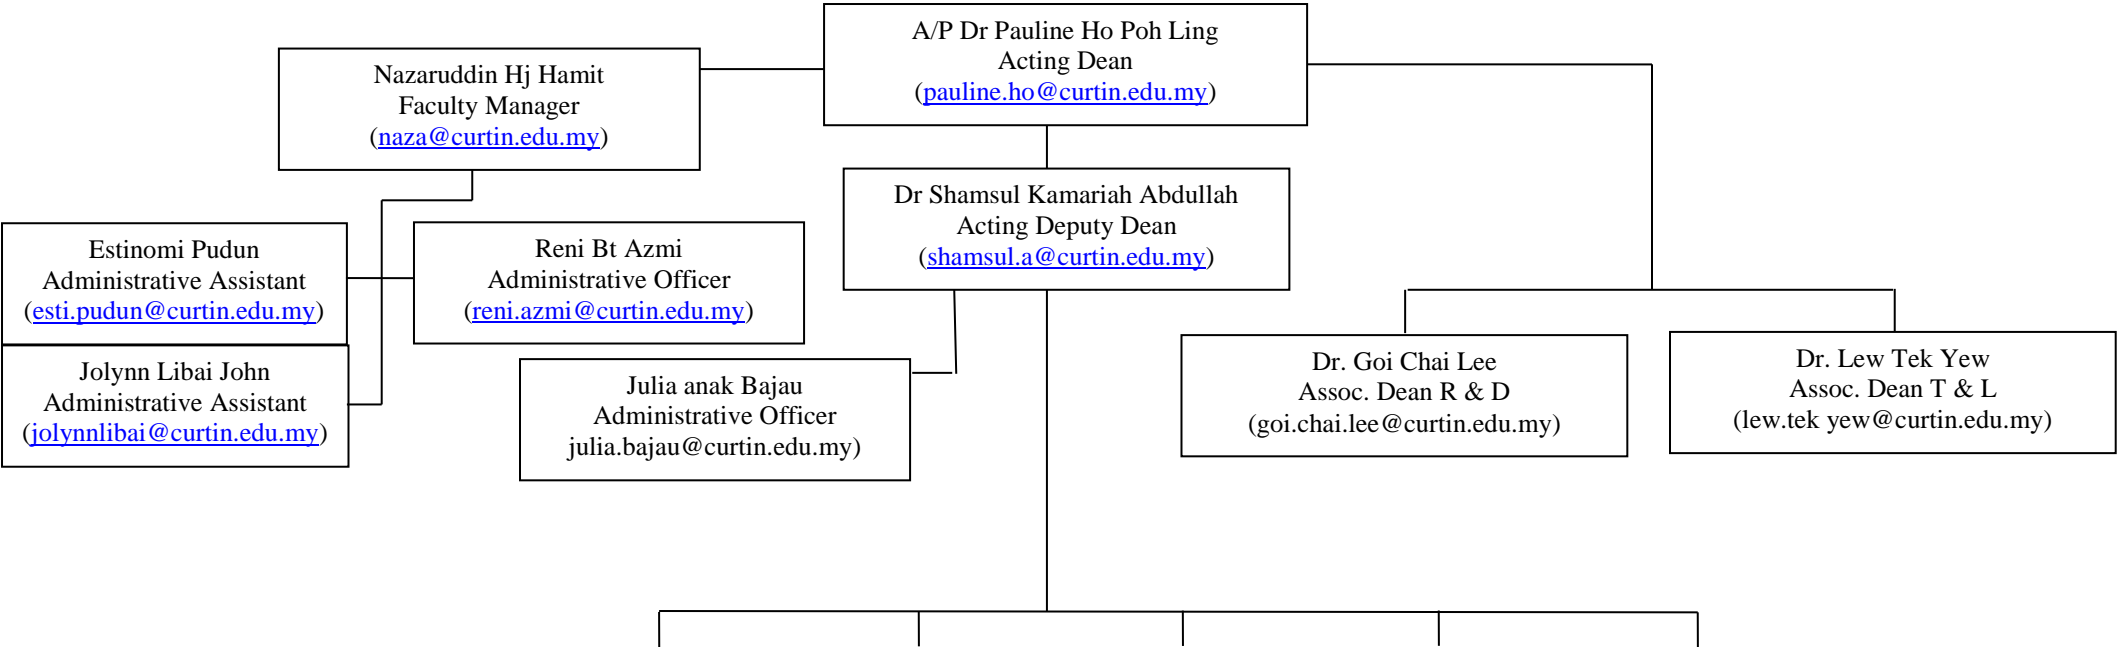 A/P Dr Pauline Ho Poh Ling
Acting Dean
(pauline.ho@curtin.edu.my)
Nazaruddin Hj Hamit
Faculty Manager
(naza@curtin.edu.my)
Dr Shamsul Kamariah Abdullah
Acting Deputy Dean
(shamsul.a@curtin.edu.my)
Estinomi Pudun
Administrative Assistant
(esti.pudun@curtin.edu.my)
Reni Bt Azmi
Administrative Officer
(reni.azmi@curtin.edu.my)
Jolynn Libai John
Administrative Assistant
(jolynnlibai@curtin.edu.my)
Julia anak Bajau
Administrative Officer
julia.bajau@curtin.edu.my)
Dr. Goi Chai Lee
Assoc. Dean R & D
(goi.chai.lee@curtin.edu.my)
Dr. Lew Tek Yew
Assoc. Dean T & L
(lew.tek yew@curtin.edu.my)